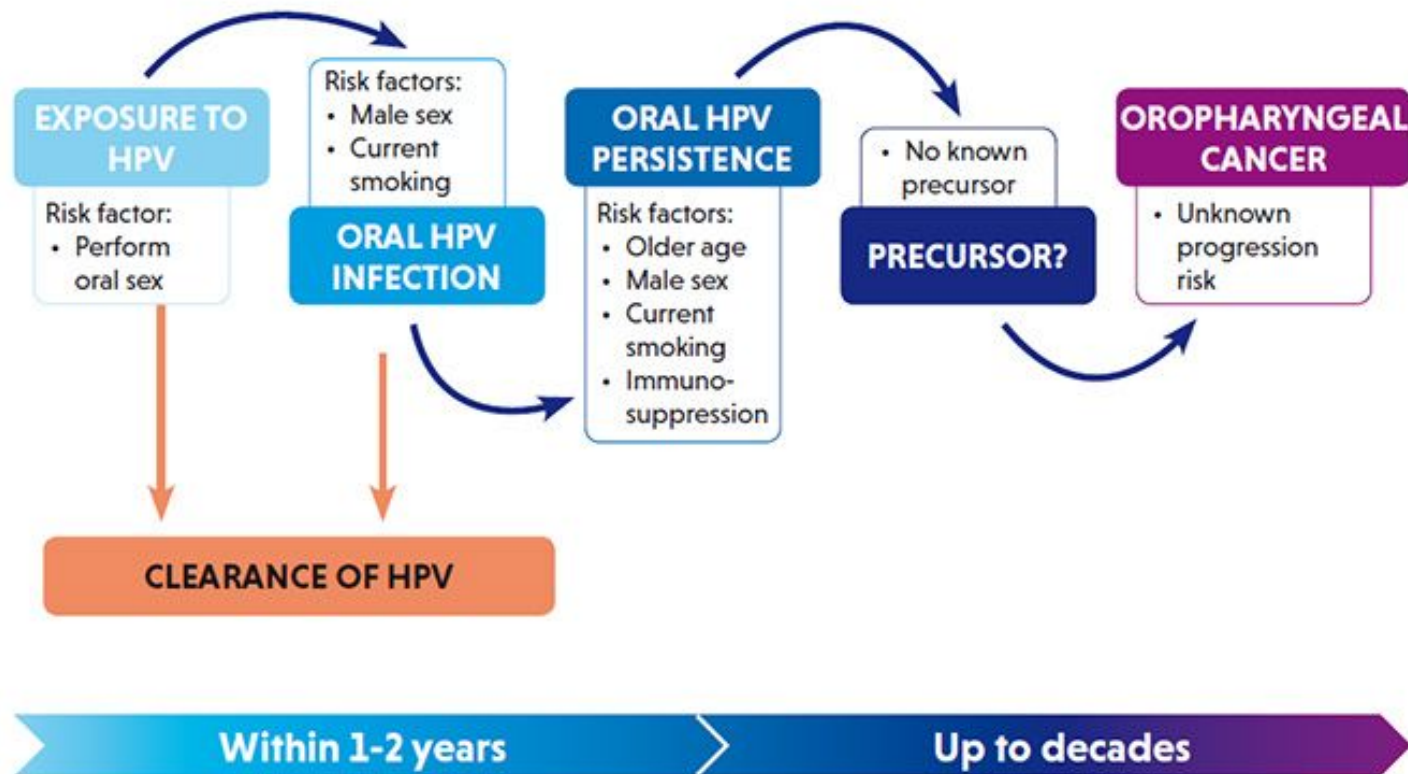 EXPOSURE TO
HPV
Risk factor:
• Perform
oral sex
Risk factors:
• Male sex
• Current
smoking
ORAL HPV
INFECTION
ORAL HPV
PERSISTENCE
Risk factors:
• Older age
• Male sex
• Current
smoking
• Immuno-
suppression
• No known
precursor
PRECURSOR?
OROPHARYNGEAL
CANCER
• Unknown
progression
risk
CLEARANCE OF HPV
Within 1-2 years
Up to decades